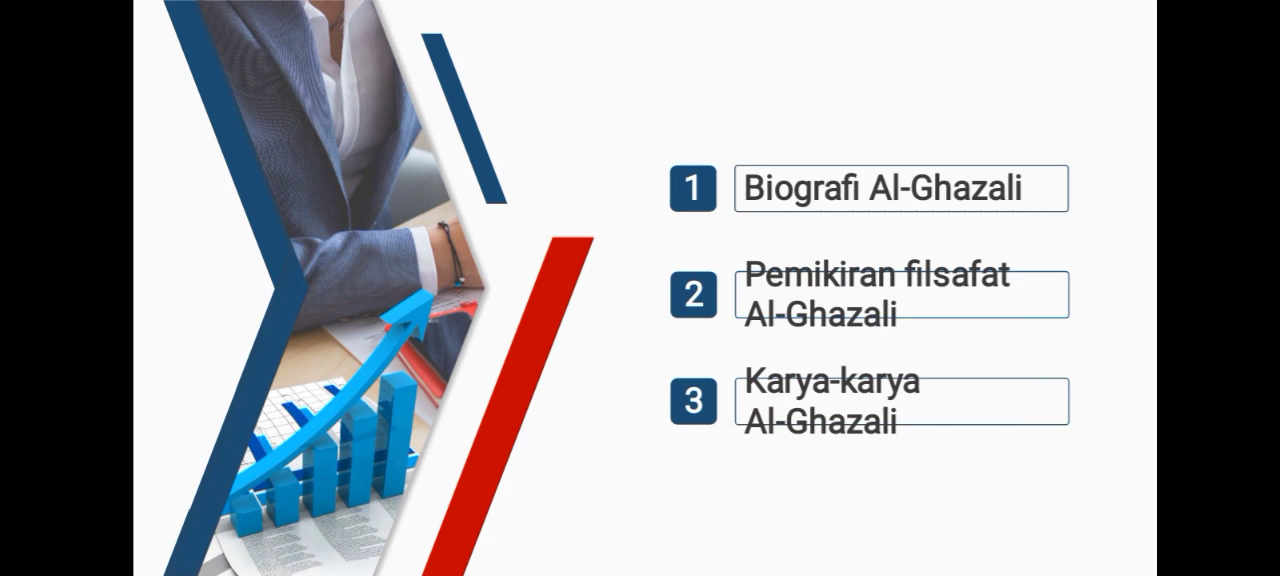 1 Biografi Al-Ghazali
2 Pemikiran filsafat
Al-Ghazali
3 Karya-karya
Al-Ghazali